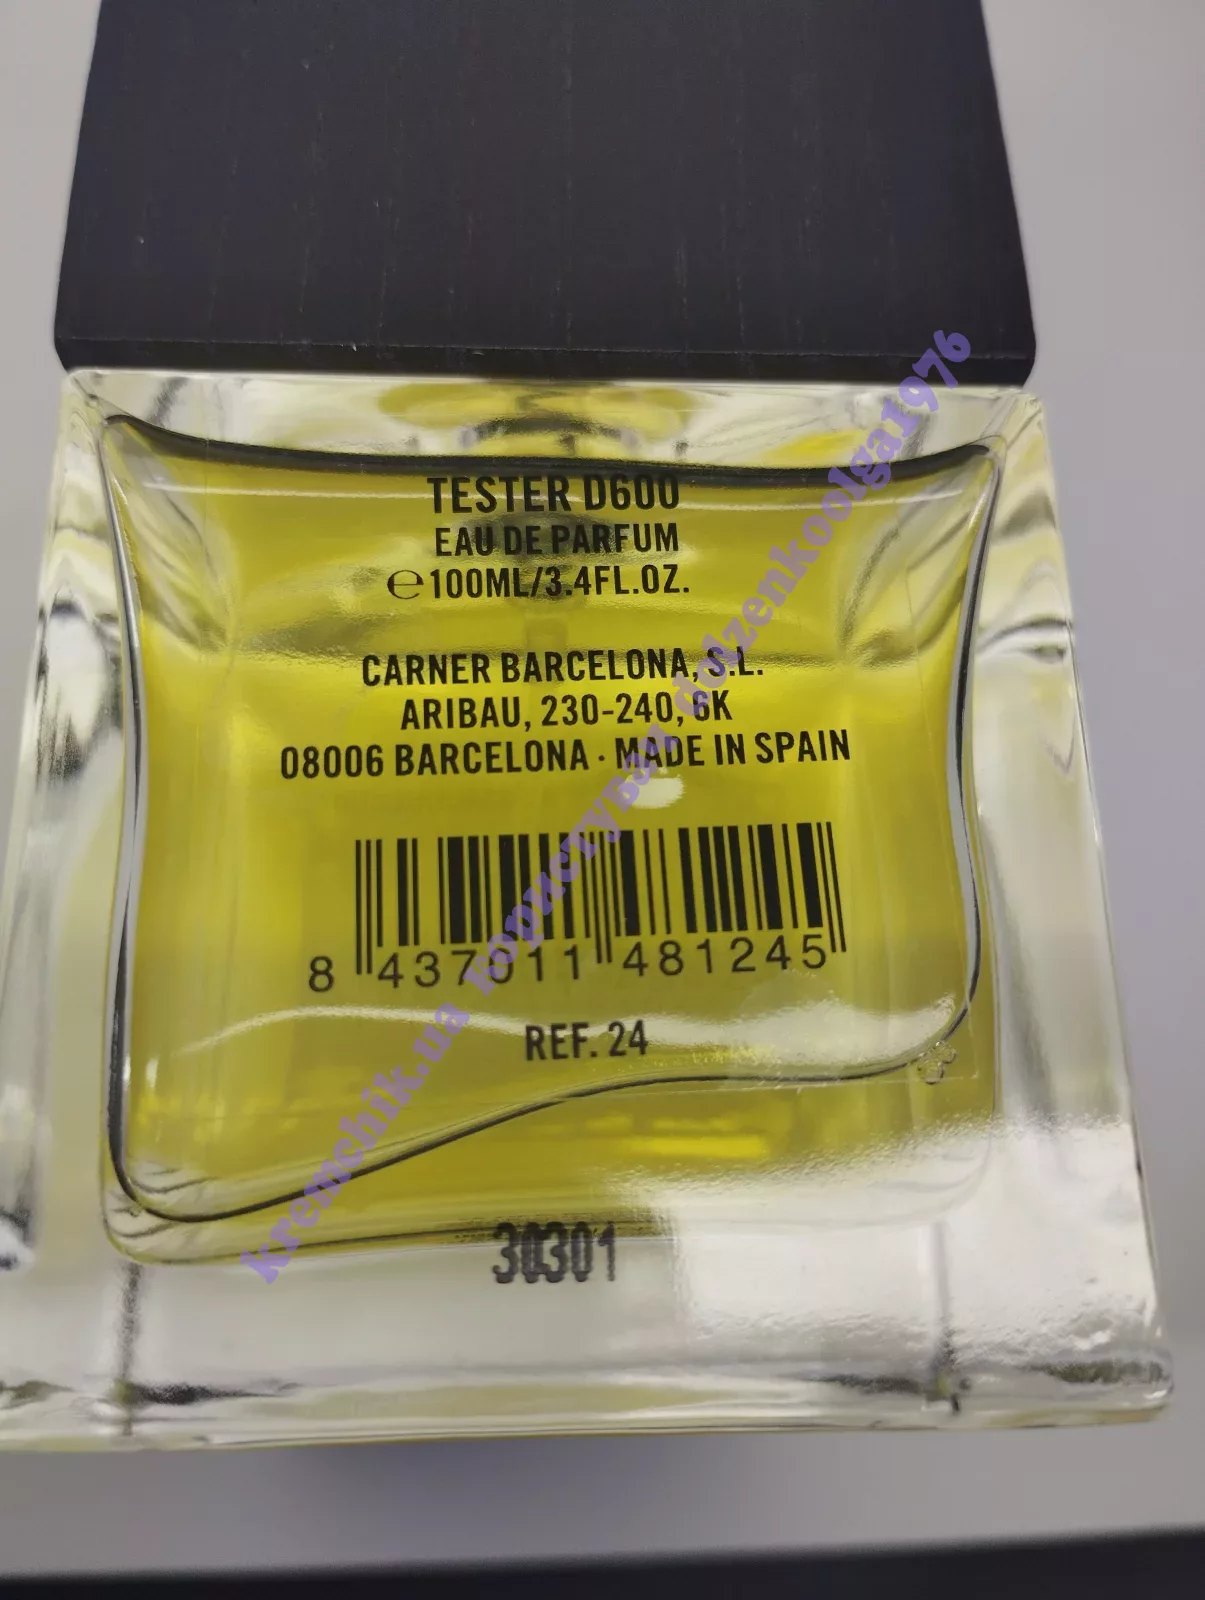 TESTER D600
EAU DE PARFUM
℮100ML/3.4FL.OZ.
CARNER BARCELONA, S.L.
ARIBAU, 230-240, 6K
08006 BARCELONA · MADE IN SPAIN
8 437011 481245
REF. 24
30301
kremchik.ua користувач dolzenkoolga1976